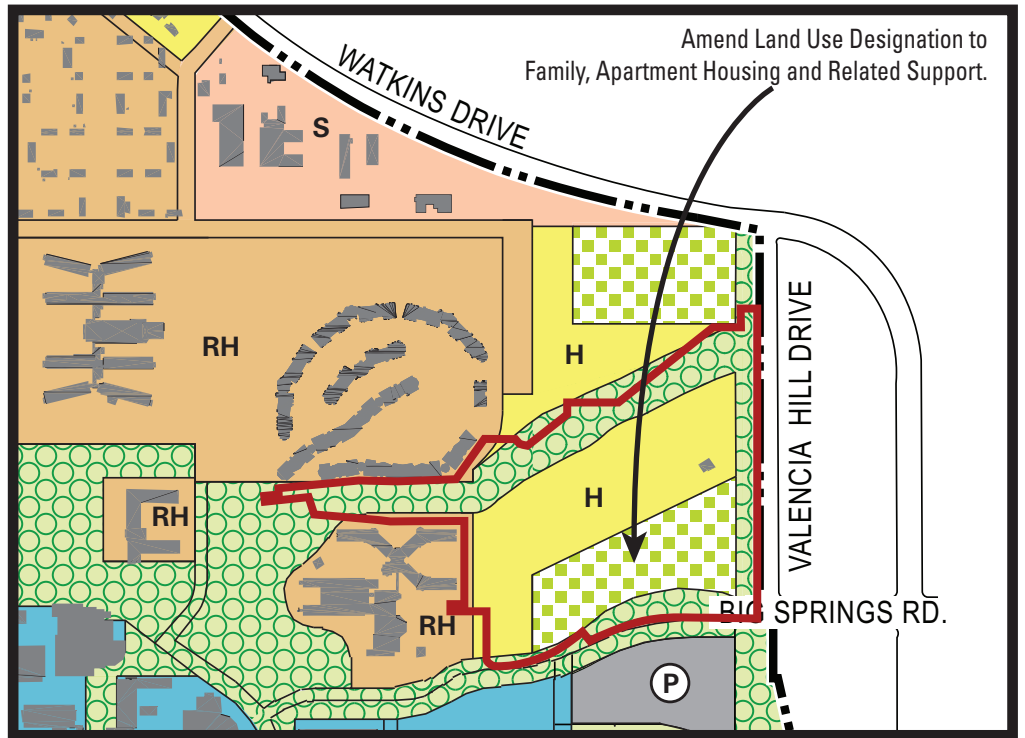 Amend Land Use Designation to
Family, Apartment Housing and Related Support.
WATKINS DRIVE
S
RH
H
VALENCIA HILL DRIVE
H
RH
RH
BIG SPRINGS RD.
P